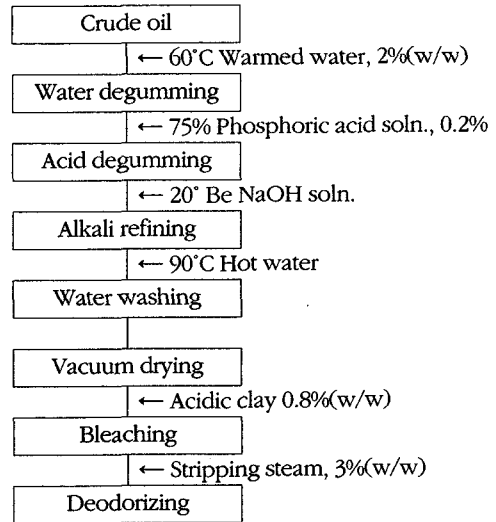 Crude oil
← 60°C Warmed water, 2%(w/w)
Water degumming
← 75% Phosphoric acid soln., 0.2%
Acid degumming
← 20° Be NaOH soln.
Alkali refining
← 90°C Hot water
Water washing
Vacuum drying
← Acidic clay 0.8%(w/w)
Bleaching
← Stripping steam, 3%(w/w)
Deodorizing